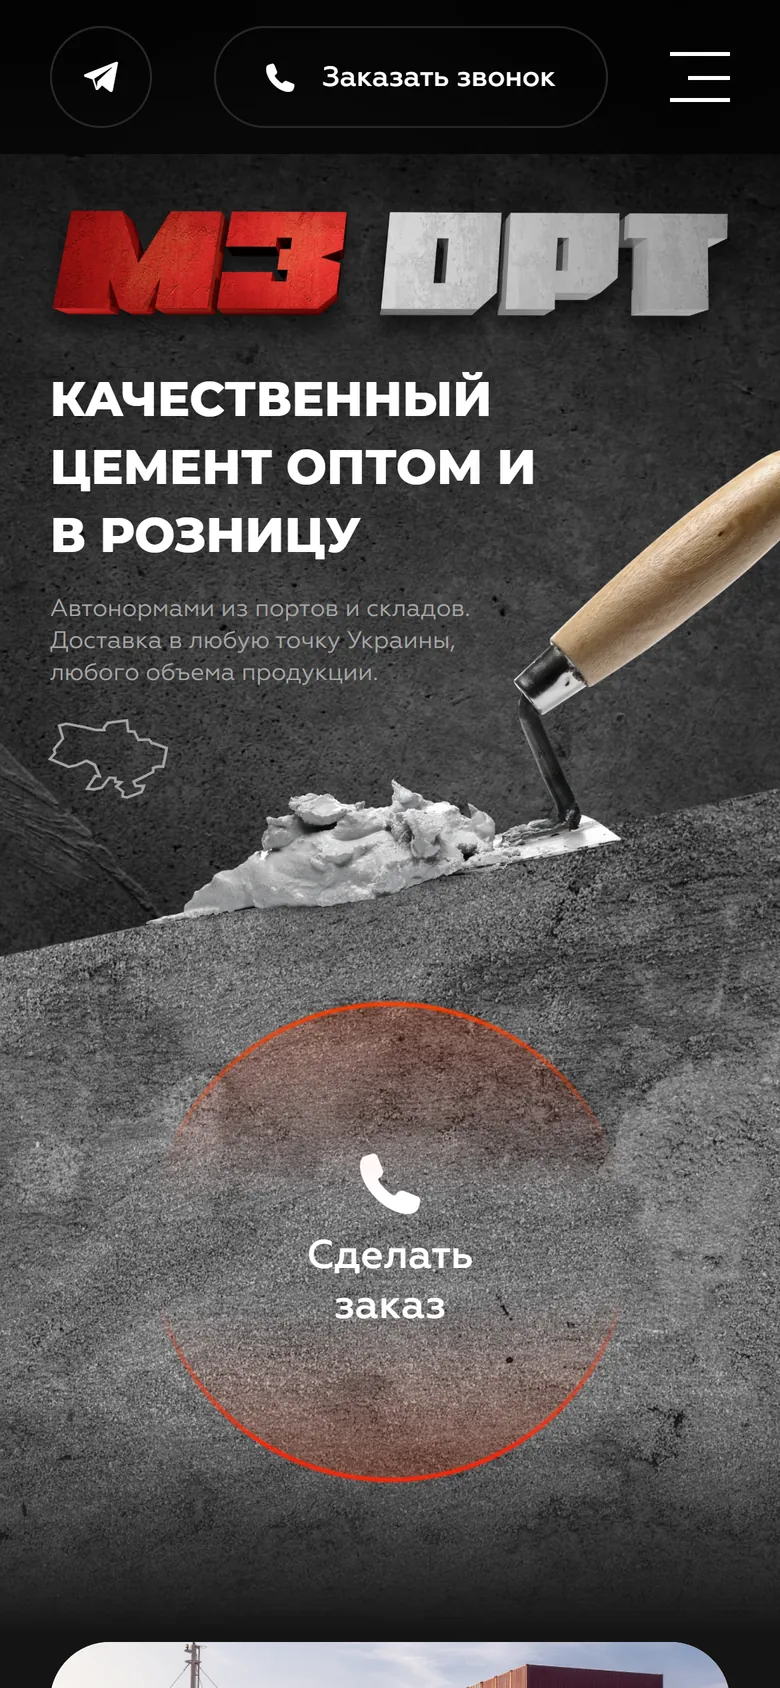 Заказать звонок
МЗ ОРТ
КАЧЕСТВЕННЫЙ
ЦЕМЕНТ ОПТОМ И
В РОЗНИЦУ
Автонормами из портов и складов.
Доставка в любую точку Украины,
любого объема продукции.
Сделать
заказ